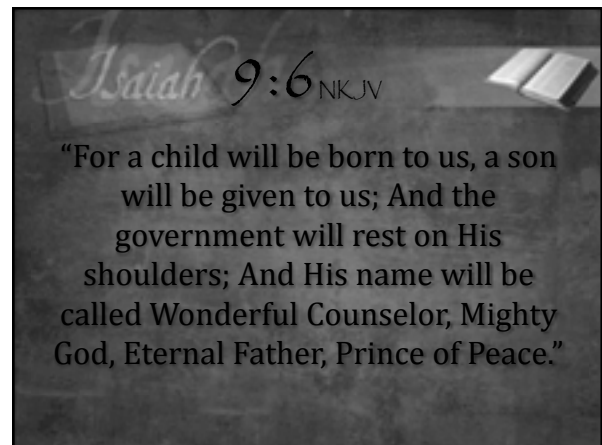 Isaiah 9:6 NKJV
“For a child will be born to us, a son
will be given to us; And the
government will rest on His
shoulders; And His name will be
called Wonderful Counselor, Mighty
God, Eternal Father, Prince of Peace.”